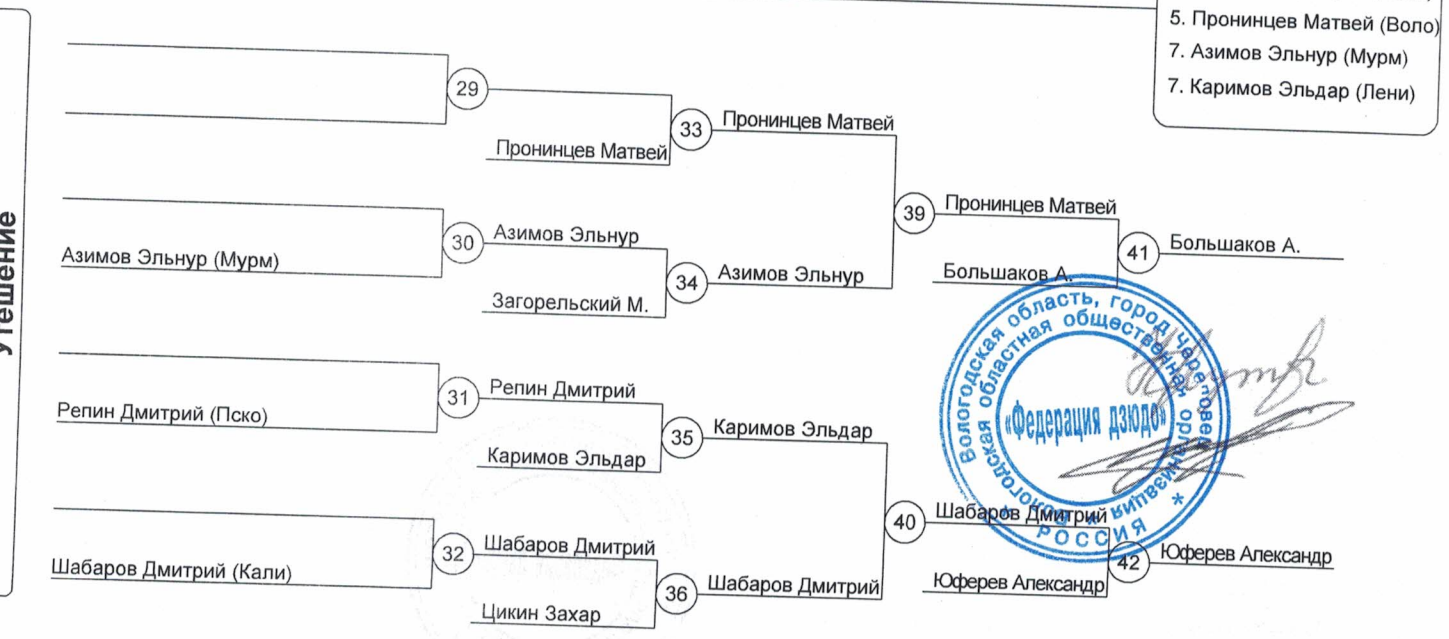 5. Пронинцев Матвей (Воло)
7. Азимов Эльнур (Мурм)
7. Каримов Эльдар (Лени)
утешение
29
Пронинцев Матвей
33
Пронинцев Матвей
Азимов Эльнур (Мурм)
30
Азимов Эльнур
Загорельский М.
34
Азимов Эльнур
39
Пронинцев Матвей
Большаков А.
41
Большаков А.
Репин Дмитрий (Пско)
31
Репин Дмитрий
Каримов Эльдар
35
Каримов Эльдар
Шабаров Дмитрий (Кали)
32
Шабаров Дмитрий
Цикин Захар
36
Шабаров Дмитрий
40
Шабаров Дмитрий
Юферев Александр
42
Юферев Александр
Вологодская область, город Череповец
РОССИЯ
Вологодская областная общественная организация
«Федерация дзюдо»